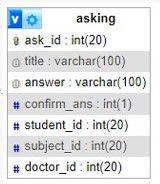 v asking
ask_id : int(20)
title : varchar(100)
answer : varchar(100)
confirm_ans : int(1)
student_id : int(20)
subject_id : int(20)
doctor_id : int(20)